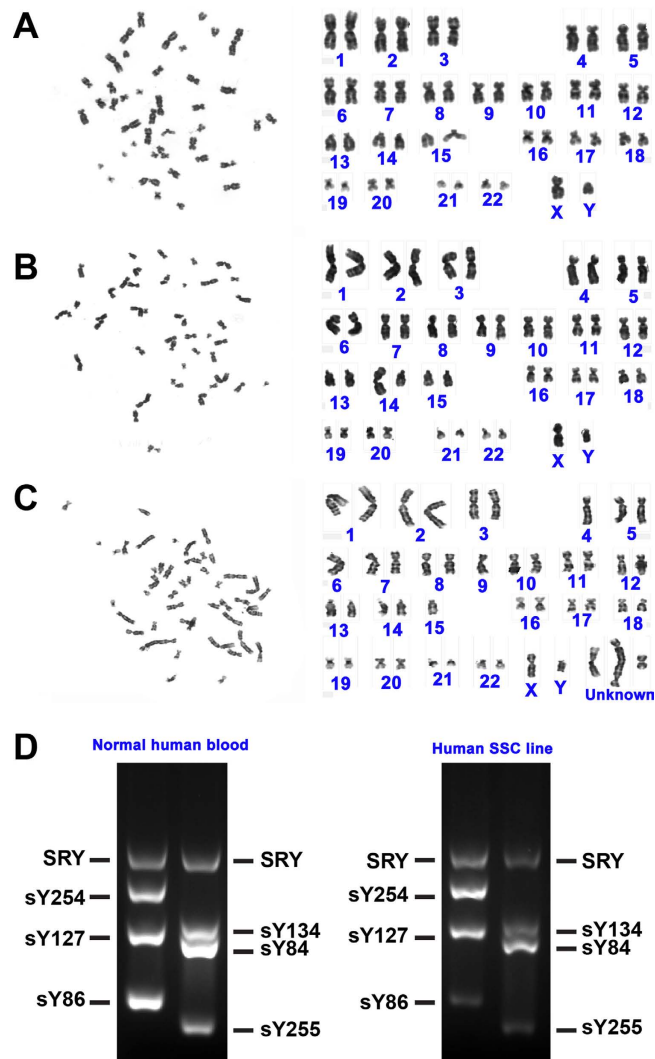 A
1 2 3 4 5
6 7 8 9 10 11 12
13 14 15 16 17 18
19 20 21 22 X Y
B
1 2 3 4 5
6 7 8 9 10 11 12
13 14 15 16 17 18
19 20 21 22 X Y
C
1 2 3 4 5
6 7 8 9 10 11 12
13 14 15 16 17 18
19 20 21 22 X Y Unknown
D
Normal human blood
SRY SRY
sY254
sY127 sY134
sY84
sY86
sY255
Human SSC line
SRY SRY
sY254
sY127 sY134
sY84
sY86
sY255